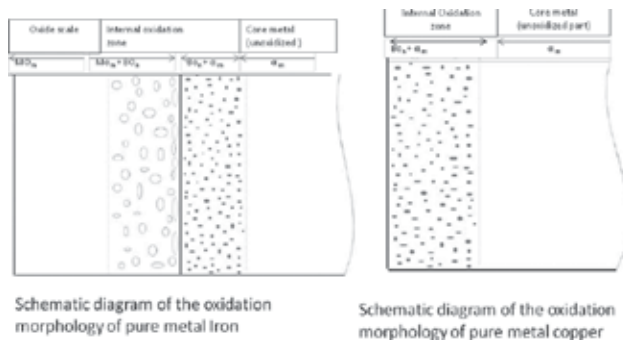 Oxide scale
Internal oxidation
zone
Core metal
(unoxidized )
Schematic diagram of the oxidation
morphology of pure metal Iron
Internal Oxidation
zone
Core metal
(unoxidized part)
Schematic diagram of the oxidation
morphology of pure metal copper